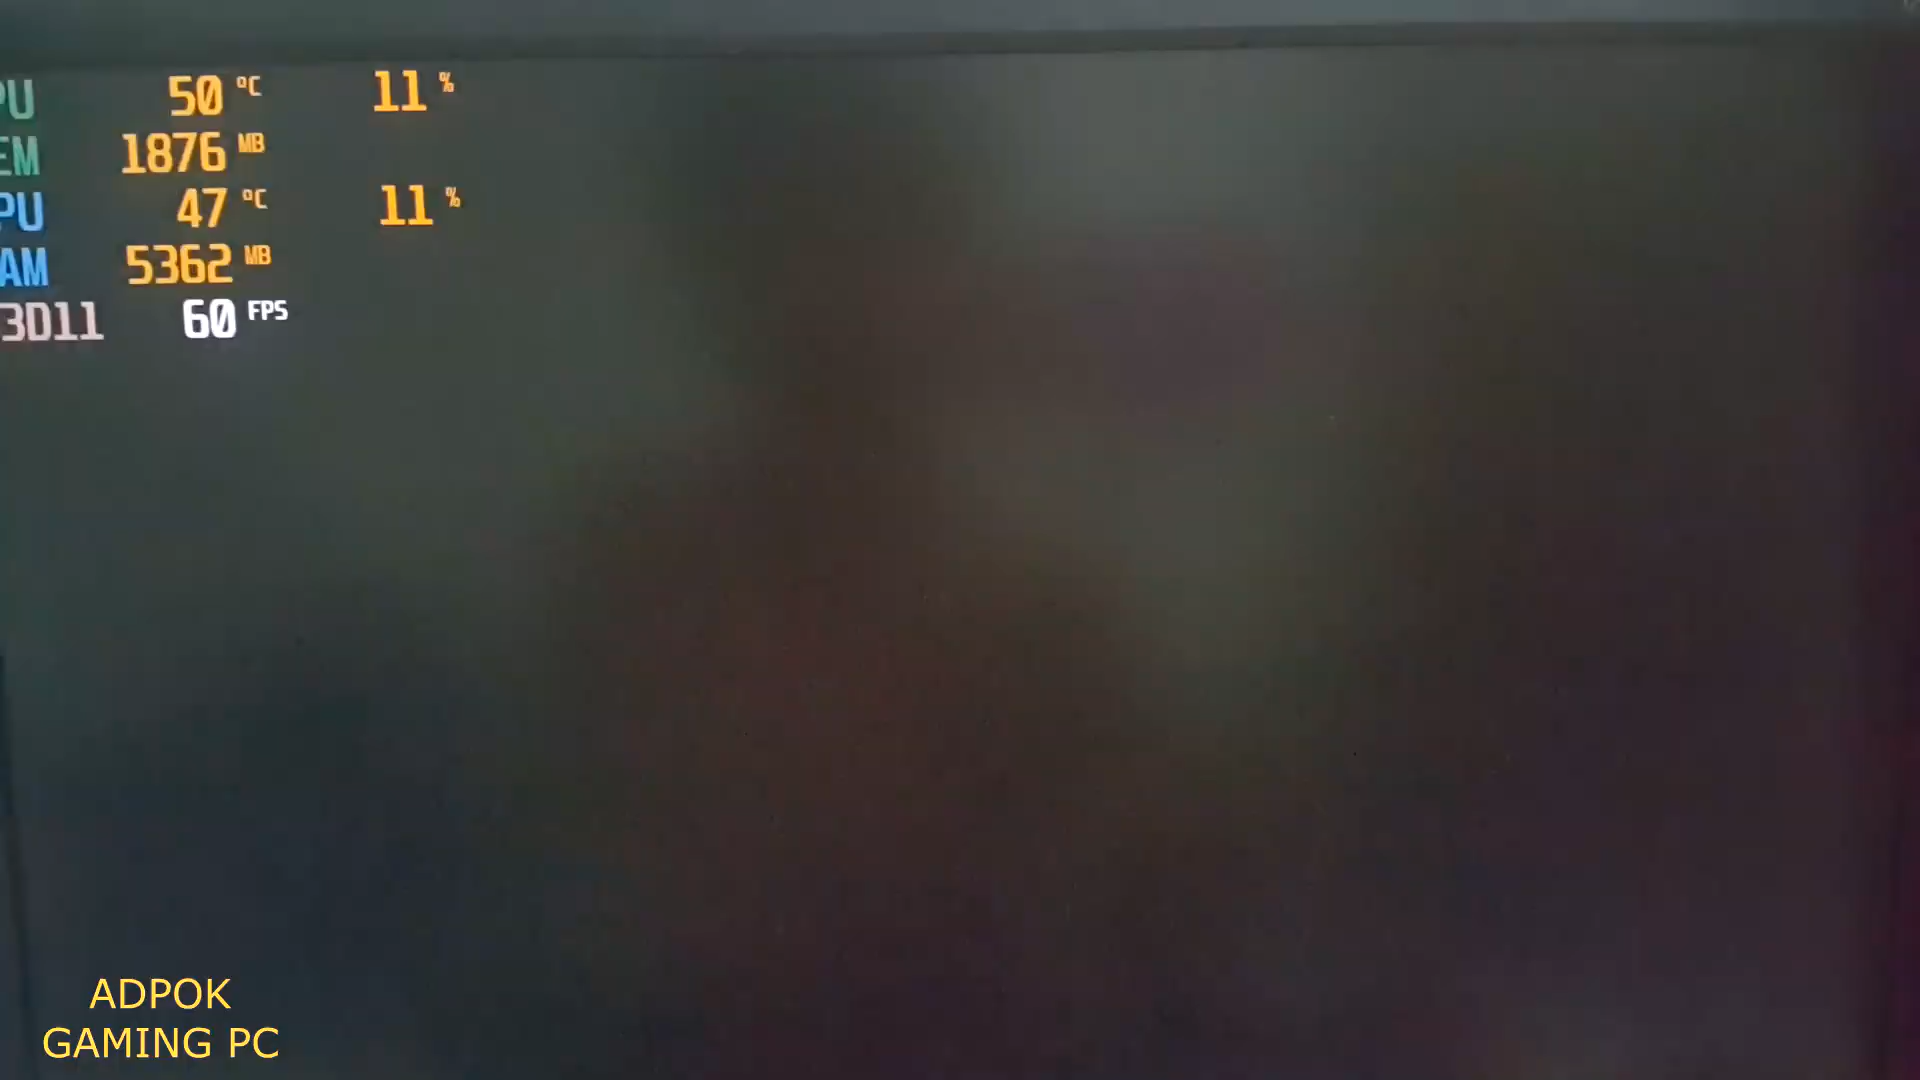 PU 50 °C 11 %
EM 1876 MB
PU 47 °C 11 %
AM 5362 MB
3D11 60 FPS
ADPOK
GAMING PC